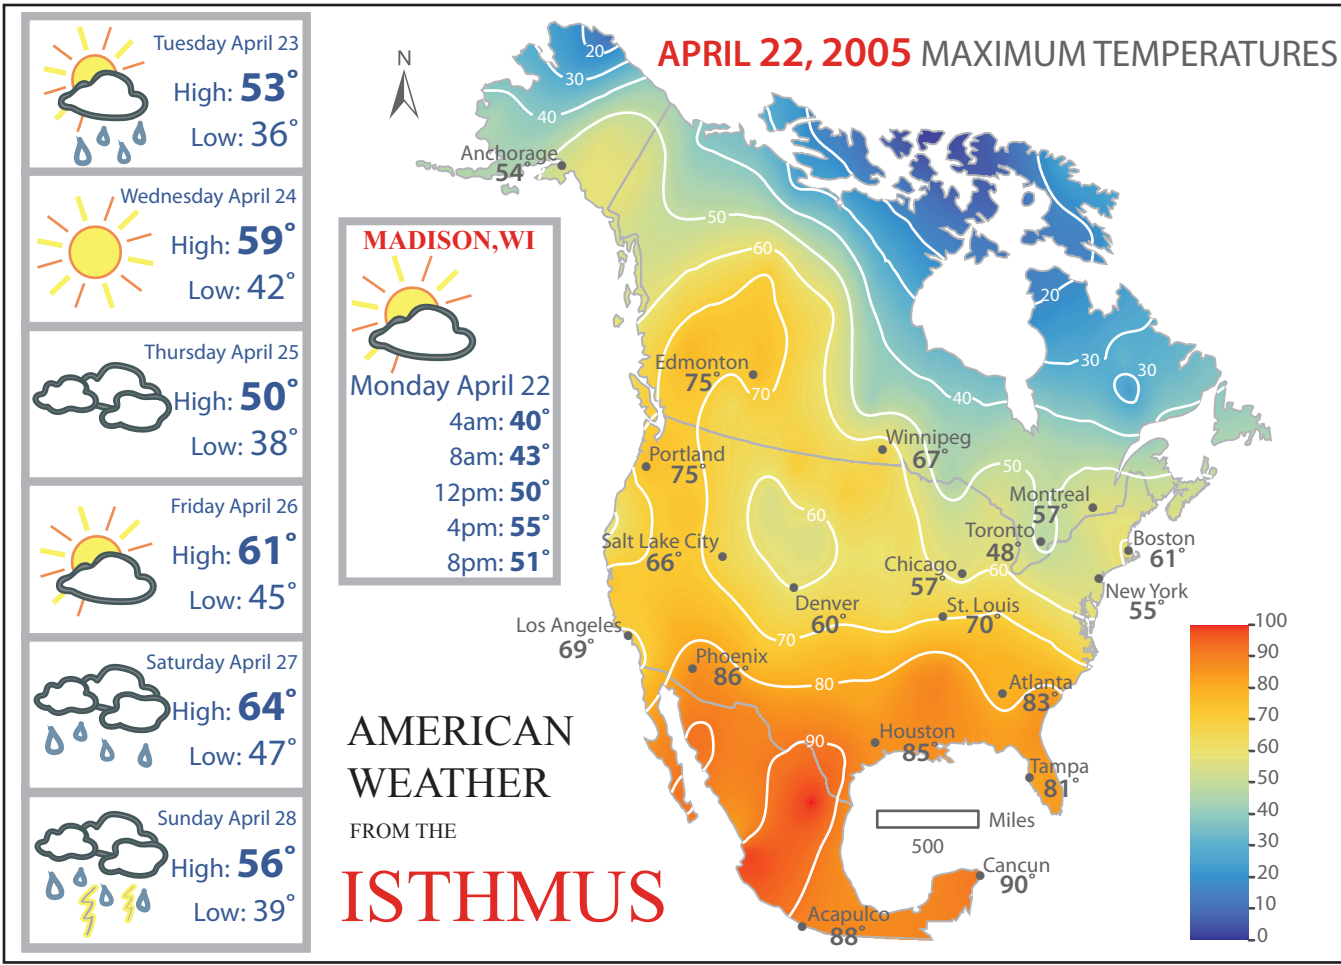 Tuesday April 23
High: 53°
Low: 36°
Wednesday April 24
High: 59°
Low: 42°
Thursday April 25
High: 50°
Low: 38°
Friday April 26
High: 61°
Low: 45°
Saturday April 27
High: 64°
Low: 47°
Sunday April 28
High: 56°
Low: 39°
MADISON,WI
Monday April 22
4am: 40°
8am: 43°
12pm: 50°
4pm: 55°
8pm: 51°
AMERICAN
WEATHER
FROM THE
ISTHMUS
APRIL 22, 2005 MAXIMUM TEMPERATURES
N
20
30
40
Anchorage
54°
50
60
20
30
30
40
Edmonton
75°
70
Winnipeg
67°
Portland
75°
50
Montreal
57°
60
Toronto
48°
Boston
61°
Salt Lake City
66°
Chicago
57°
60
New York
55°
Denver
60°
St. Louis
70°
Los Angeles
69°
70
Phoenix
86°
80
Atlanta
83°
90
Houston
85°
Tampa
81°
Miles
500
Cancun
90°
Acapulco
88°
100
90
80
70
60
50
40
30
20
10
0